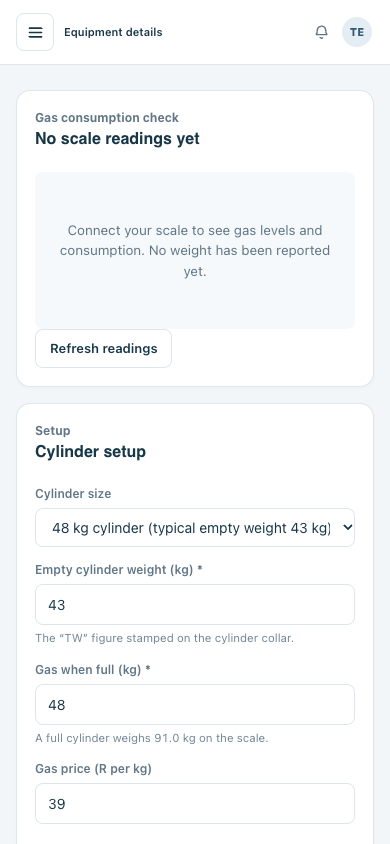 Equipment details
TE
Gas consumption check
No scale readings yet
Connect your scale to see gas levels and
consumption. No weight has been reported
yet.
Refresh readings
Setup
Cylinder setup
Cylinder size
48 kg cylinder (typical empty weight 43 kg)
Empty cylinder weight (kg) *
43
The “TW” figure stamped on the cylinder collar.
Gas when full (kg) *
48
A full cylinder weighs 91.0 kg on the scale.
Gas price (R per kg)
39